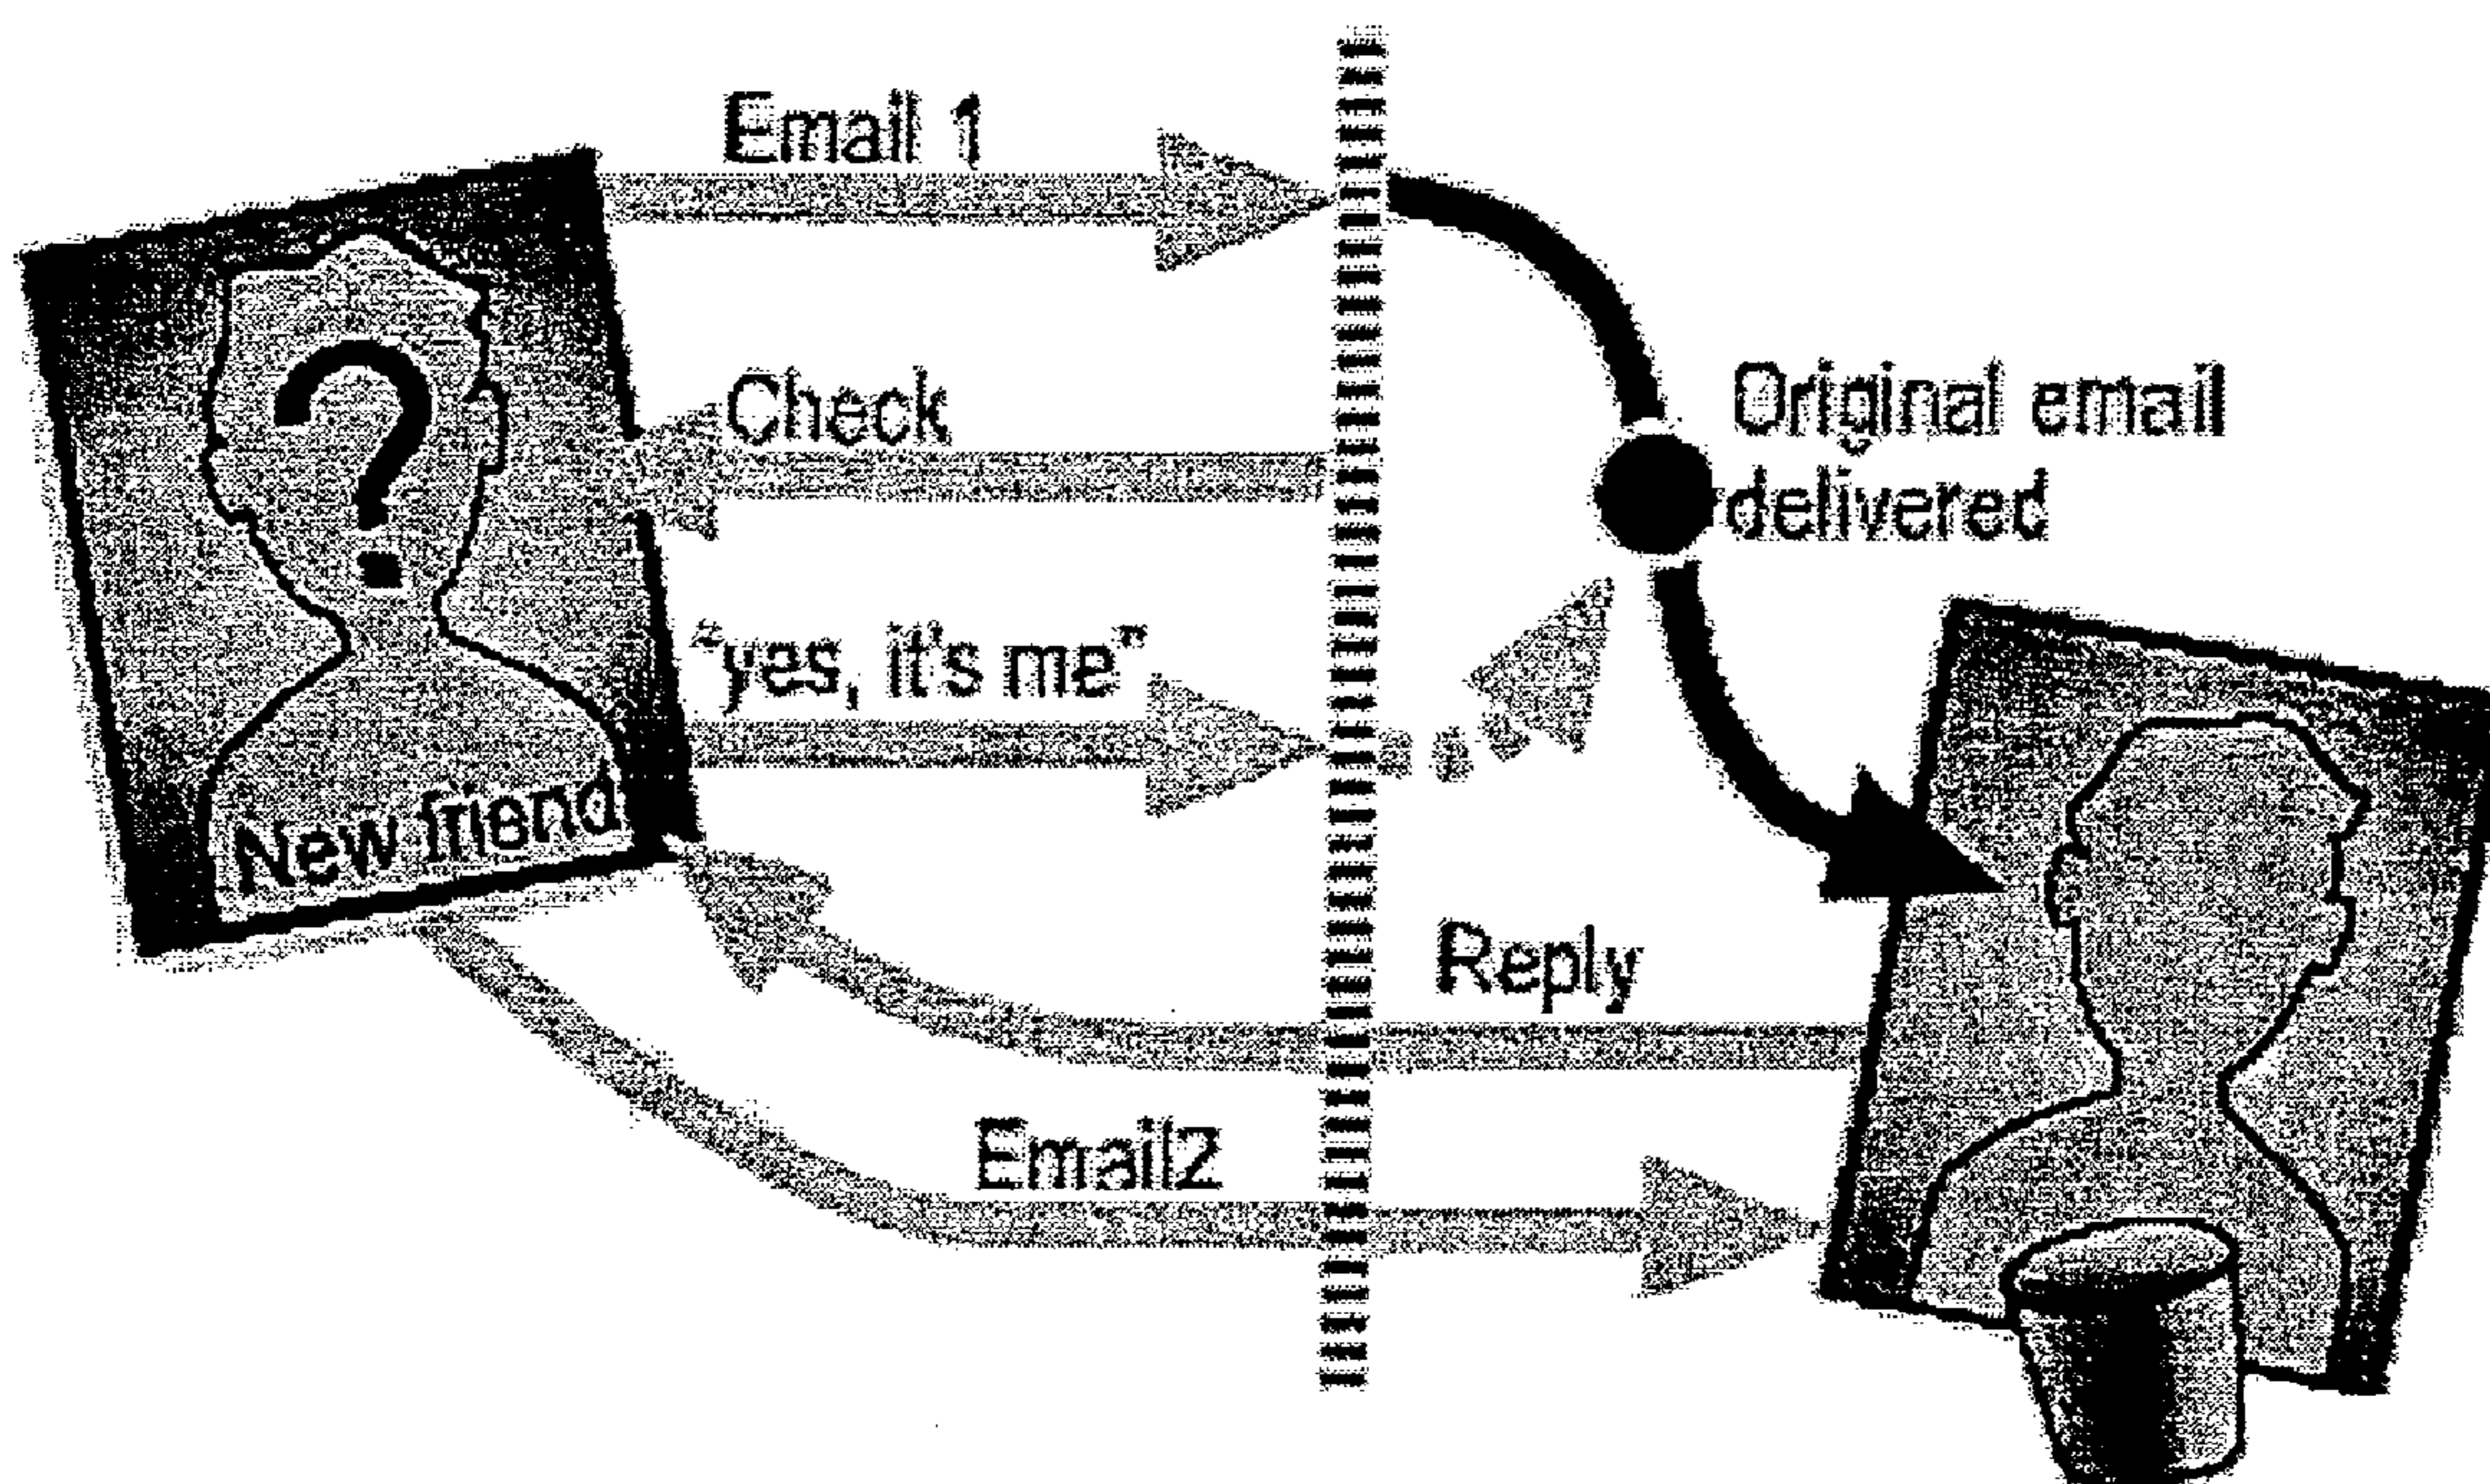 Email 1
Check
Original email
delivered
"yes, it's me"
New friend
Reply
Email2